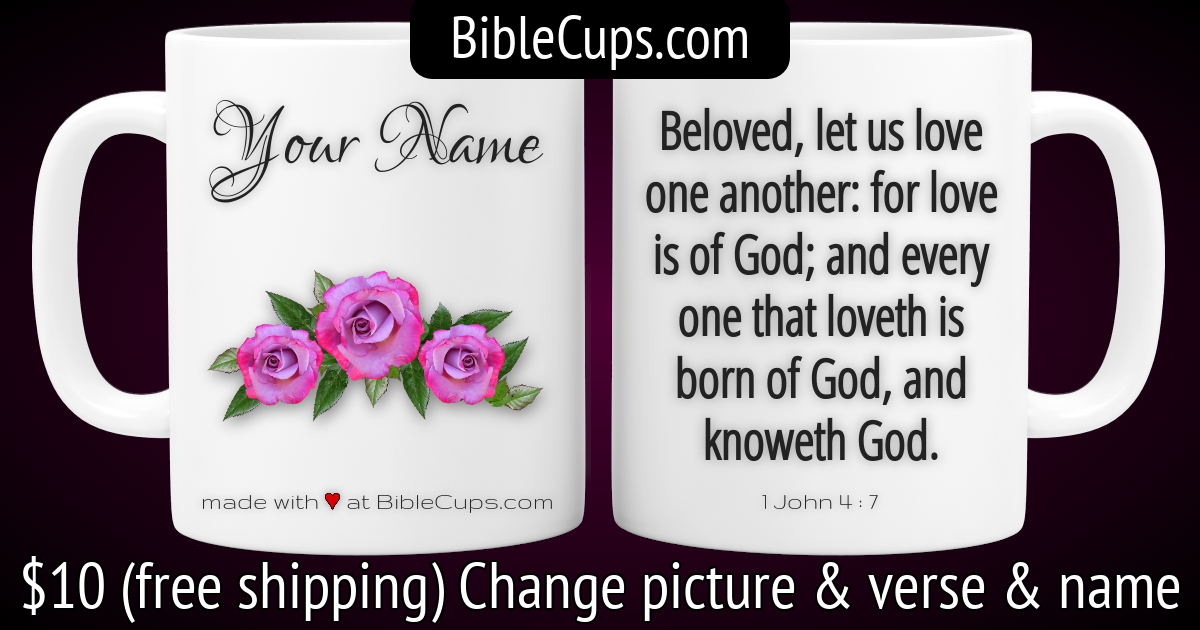 BibleCups.com
Your Name
made with ♥ at BibleCups.com
Beloved, let us love
one another: for love
is of God; and every
one that loveth is
born of God, and
knoweth God.
1 John 4 : 7
$10 (free shipping) Change picture & verse & name